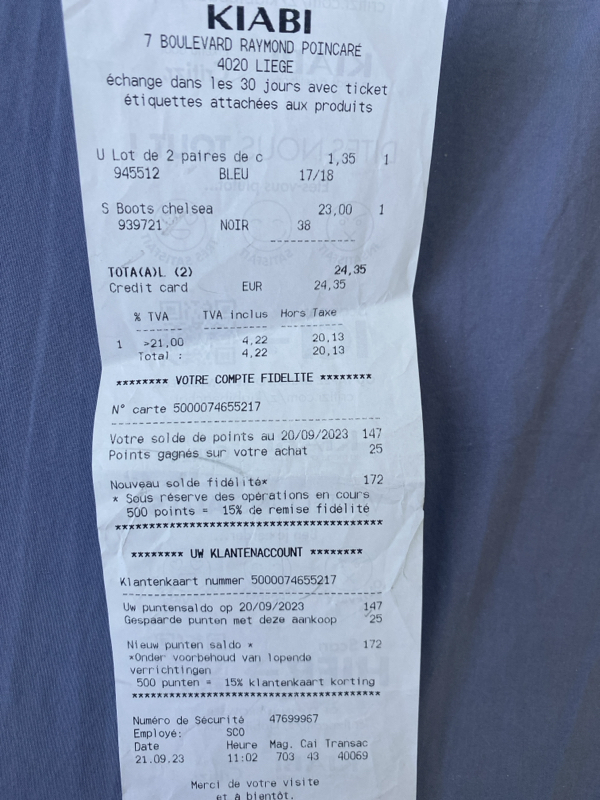 KIABI
7 BOULEVARD RAYMOND POINCARE
4020 LIEGE
échange dans les 30 jours avec ticket
étiquettes attachées aux produits
U Lot de 2 paires de c 1,35 1
945512 BLEU 17/18
S Boots chelsea 23,00 1
939721 NOIR 38
--------------
TOTA(A)L (2) 24,35
Credit card EUR 24,35
% TVA TVA inclus Hors Taxe
-------- -------- --------
1 >21,00 4,22 20,13
Total : 4,22 20,13
******** VOTRE COMPTE FIDELITE ********
N° carte 5000074655217
----------------------------------------
Votre solde de points au 20/09/2023 147
Points gagnés sur votre achat 25
Nouveau solde fidélité* 172
* Sous réserve des opérations en cours
500 points = 15% de remise fidélité
****************************************
******** UW KLANTENACCOUNT ********
Klantenkaart nummer 5000074655217
----------------------------------------
Uw puntensaldo op 20/09/2023 147
Gespaarde punten met deze aankoop 25
Nieuw punten saldo * 172
*Onder voorbehoud van lopende
verrichtingen
500 punten = 15% klantenkaart korting
****************************************
Numéro de Sécurité 47699967
Employé: SCO
Date Heure Mag. Cai Transac
21.09.23 11:02 703 43 40069
Merci de votre visite
et à bientôt.